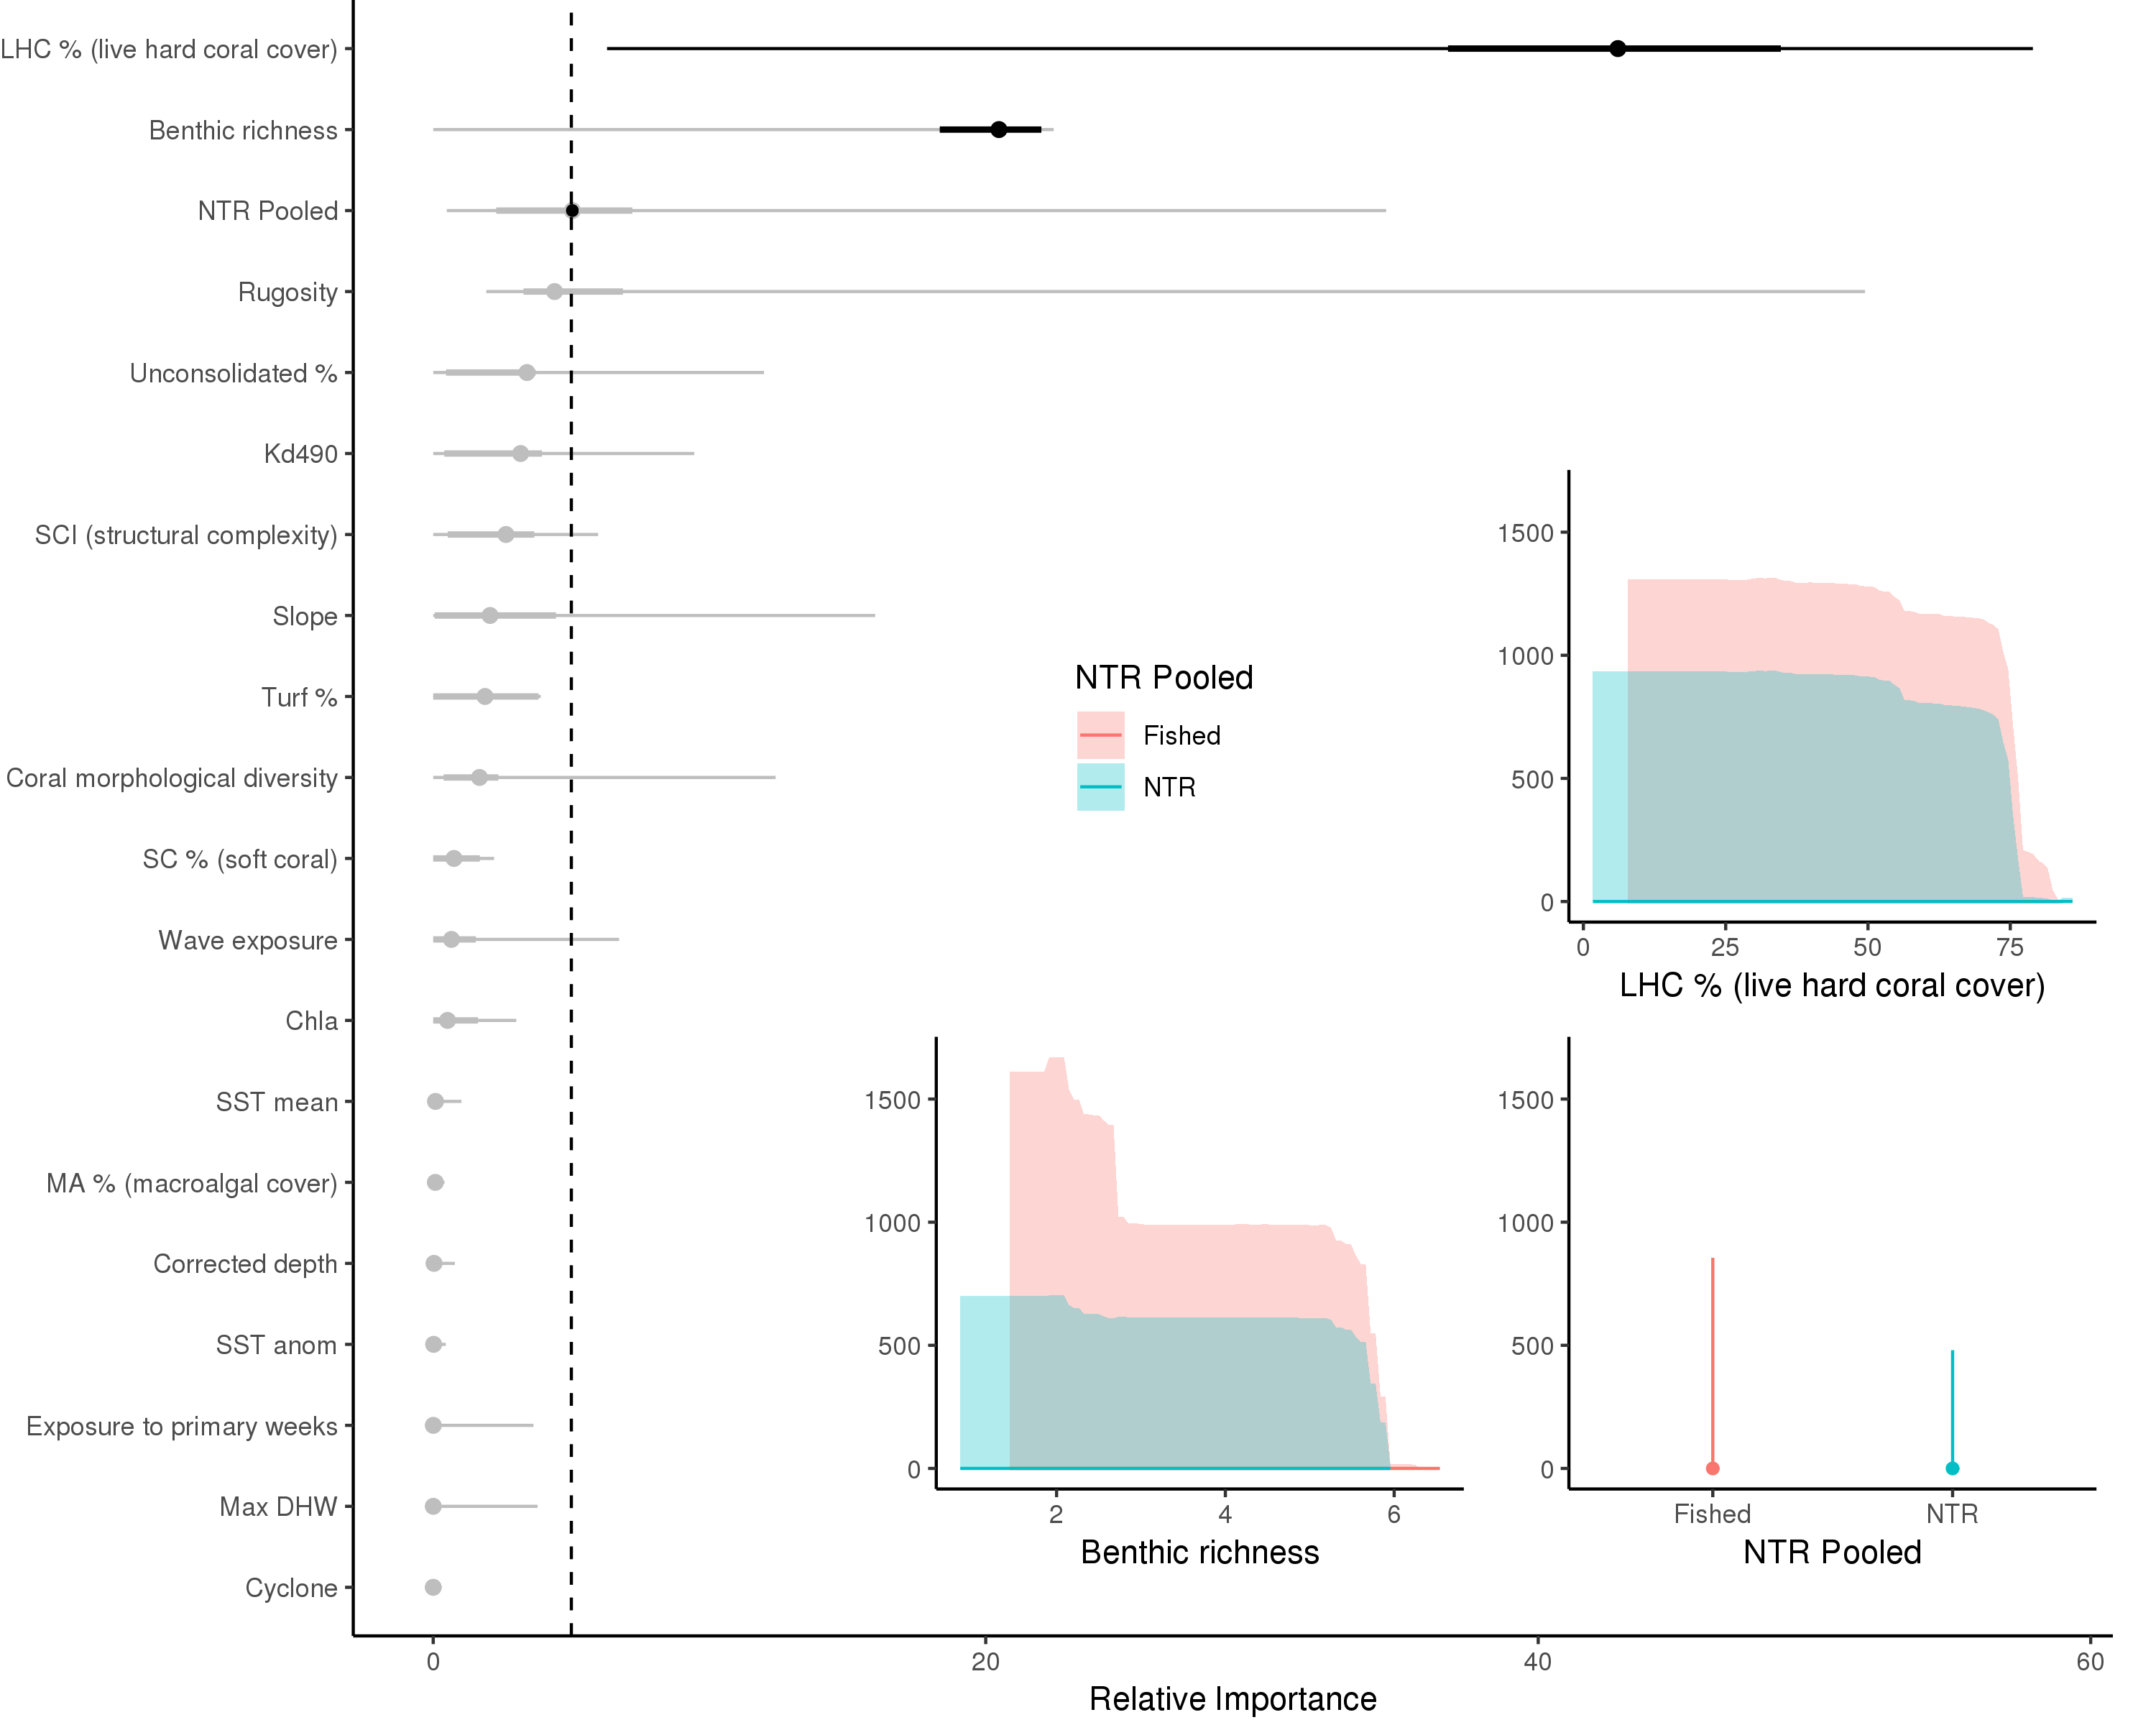 LHC % (live hard coral cover)
Benthic richness
NTR Pooled
Rugosity
Unconsolidated %
Kd490
SCI (structural complexity)
Slope
Turf %
Coral morphological diversity
SC % (soft coral)
Wave exposure
Chla
SST mean
MA % (macroalgal cover)
Corrected depth
SST anom
Exposure to primary weeks
Max DHW
Cyclone
0 20 40 60
Relative Importance
NTR Pooled
Fished
NTR
1500
1000
500
0
0 25 50 75
LHC % (live hard coral cover)
1500
1000
500
0
2 4 6
Benthic richness
1500
1000
500
0
Fished NTR
NTR Pooled